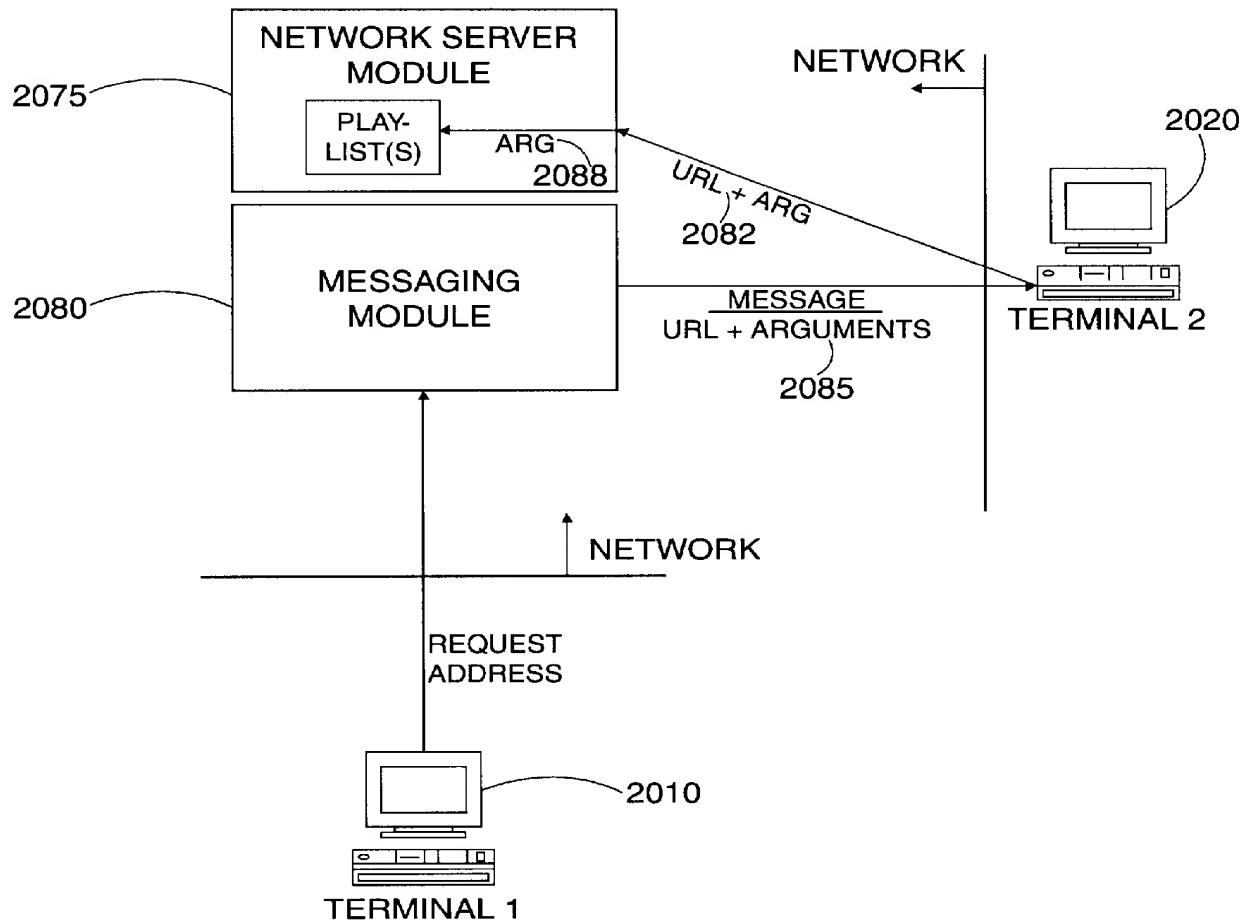 NETWORK SERVER
MODULE
NETWORK
2075
PLAY-
LIST(S)
ARG
2088
2020
URL + ARG
2082
MESSAGING
MODULE
2080
MESSAGE
URL + ARGUMENTS
2085
TERMINAL 2
NETWORK
REQUEST
ADDRESS
2010
TERMINAL 1